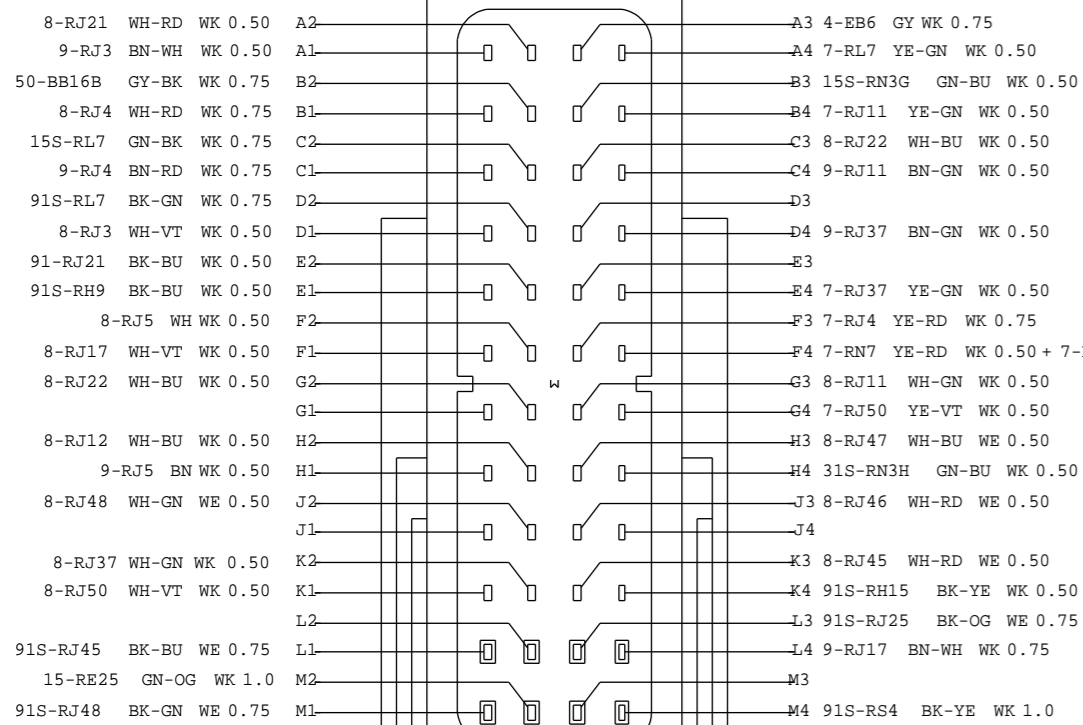 8-RJ21 WH-RD WK 0.50 A2 A3 4-EB6 GY WK 0.75
9-RJ3 BN-WH WK 0.50 A1 A4 7-RL7 YE-GN WK 0.50
50-BB16B GY-BK WK 0.75 B2 B3 15S-RN3G GN-BU WK 0.50
8-RJ4 WH-RD WK 0.75 B1 B4 7-RJ11 YE-GN WK 0.50
15S-RL7 GN-BK WK 0.75 C2 C3 8-RJ22 WH-BU WK 0.50
9-RJ4 BN-RD WK 0.75 C1 C4 9-RJ11 BN-GN WK 0.50
91S-RL7 BK-GN WK 0.75 D2 D3
8-RJ3 WH-VT WK 0.50 D1 D4 9-RJ37 BN-GN WK 0.50
91-RJ21 BK-BU WK 0.50 E2 E3
91S-RH9 BK-BU WK 0.50 E1 E4 7-RJ37 YE-GN WK 0.50
8-RJ5 WH WK 0.50 F2 F3 7-RJ4 YE-RD WK 0.75
8-RJ17 WH-VT WK 0.50 F1 F4 7-RN7 YE-RD WK 0.50 + 7-
8-RJ22 WH-BU WK 0.50 G2 W G3 8-RJ11 WH-GN WK 0.50
G1 G4 7-RJ50 YE-VT WK 0.50
8-RJ12 WH-BU WK 0.50 H2 H3 8-RJ47 WH-BU WE 0.50
9-RJ5 BN WK 0.50 H1 H4 31S-RN3H GN-BU WK 0.50
8-RJ48 WH-GN WE 0.50 J2 J3 8-RJ46 WH-RD WE 0.50
J1 J4
8-RJ37 WH-GN WK 0.50 K2 K3 8-RJ45 WH-RD WE 0.50
8-RJ50 WH-VT WK 0.50 K1 K4 91S-RH15 BK-YE WK 0.50
L2 L3 91S-RJ25 BK-OG WE 0.75
91S-RJ45 BK-BU WE 0.75 L1 L4 9-RJ17 BN-WH WK 0.75
15-RE25 GN-OG WK 1.0 M2 M3
91S-RJ48 BK-GN WE 0.75 M1 M4 91S-RS4 BK-YE WK 1.0